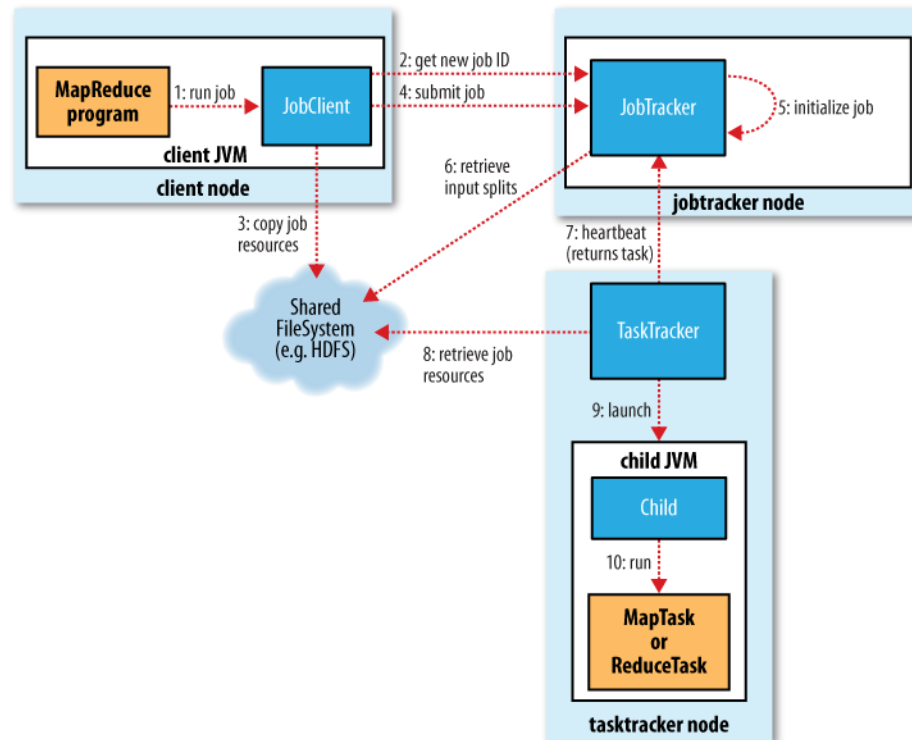 MapReduce
program
1: run job
JobClient
client JVM
client node
2: get new job ID
4: submit job
JobTracker
5: initialize job
jobtracker node
3: copy job
resources
6: retrieve
input splits
7: heartbeat
(returns task)
Shared
FileSystem
(e.g. HDFS)
8: retrieve job
resources
TaskTracker
9: launch
child JVM
Child
10: run
MapTask
or
ReduceTask
tasktracker node